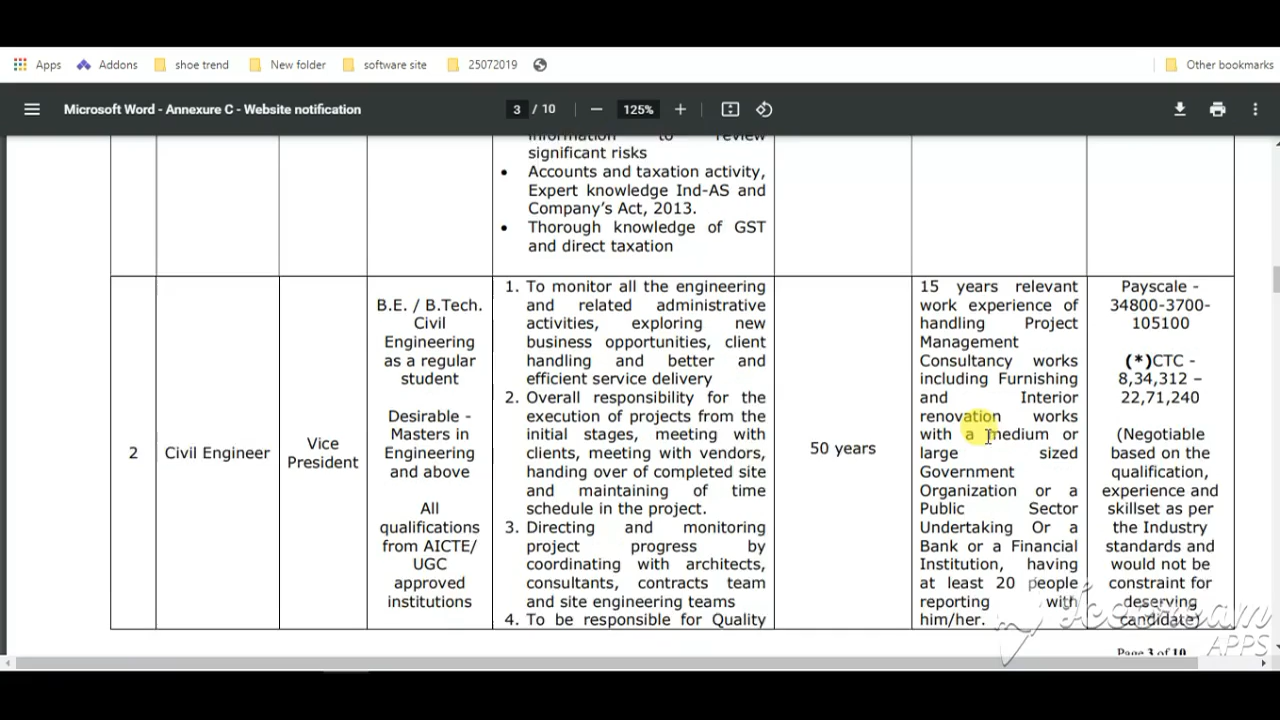 Apps Addons shoe trend New folder software site 25072019 Other bookmarks
Microsoft Word - Annexure C - Website notification 3 / 10 125%
information to review
significant risks
• Accounts and taxation activity,
Expert knowledge Ind-AS and
Company's Act, 2013.
• Thorough knowledge of GST
and direct taxation
2
Civil Engineer
Vice
President
B.E. / B.Tech.
Civil
Engineering
as a regular
student
Desirable -
Masters in
Engineering
and above
All
qualifications
from AICTE/
UGC
approved
institutions
1. To monitor all the engineering
and related administrative
activities, exploring new
business opportunities, client
handling and better and
efficient service delivery
2. Overall responsibility for the
execution of projects from the
initial stages, meeting with
clients, meeting with vendors,
handing over of completed site
and maintaining of time
schedule in the project.
3. Directing and monitoring
project progress by
coordinating with architects,
consultants, contracts team
and site engineering teams
4. To be responsible for Quality
50 years
15 years relevant
work experience of
handling Project
Management
Consultancy works
including Furnishing
and Interior
renovation works
with a medium or
large sized
Government
Organization or a
Public Sector
Undertaking Or a
Bank or a Financial
Institution, having
at least 20 people
reporting with
him/her.
Payscale -
34800-3700-
105100
(*)CTC -
8,34,312 –
22,71,240
(Negotiable
based on the
qualification,
experience and
skillset as per
the Industry
standards and
would not be
constraint for
deserving
candidate)
Page 3 of 10
APPS